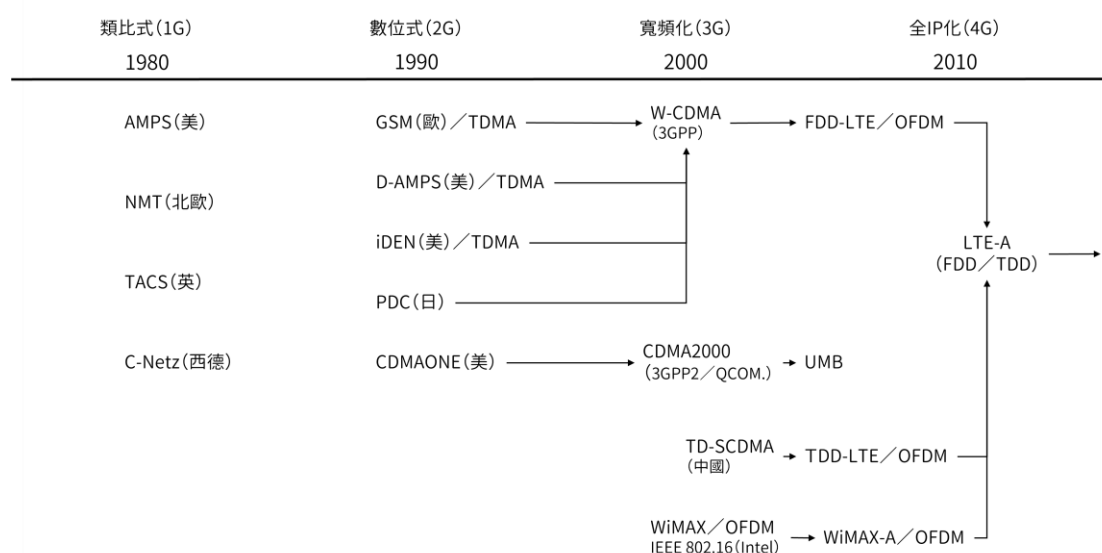 類比式(1G) 數位式(2G) 寬頻化(3G) 全IP化(4G)
1980 1990 2000 2010
AMPS(美) GSM(歐)／TDMA W-CDMA FDD-LTE／OFDM
(3GPP)
D-AMPS(美)／TDMA
NMT(北歐)
iDEN(美)／TDMA LTE-A
(FDD／TDD)
TACS(英)
PDC(日)
C-Netz(西德) CDMAONE(美) CDMA2000 UMB
(3GPP2／QCOM.)
TD-SCDMA TDD-LTE／OFDM
(中國)
WiMAX／OFDM WiMAX-A／OFDM
IEEE 802.16(Intel)